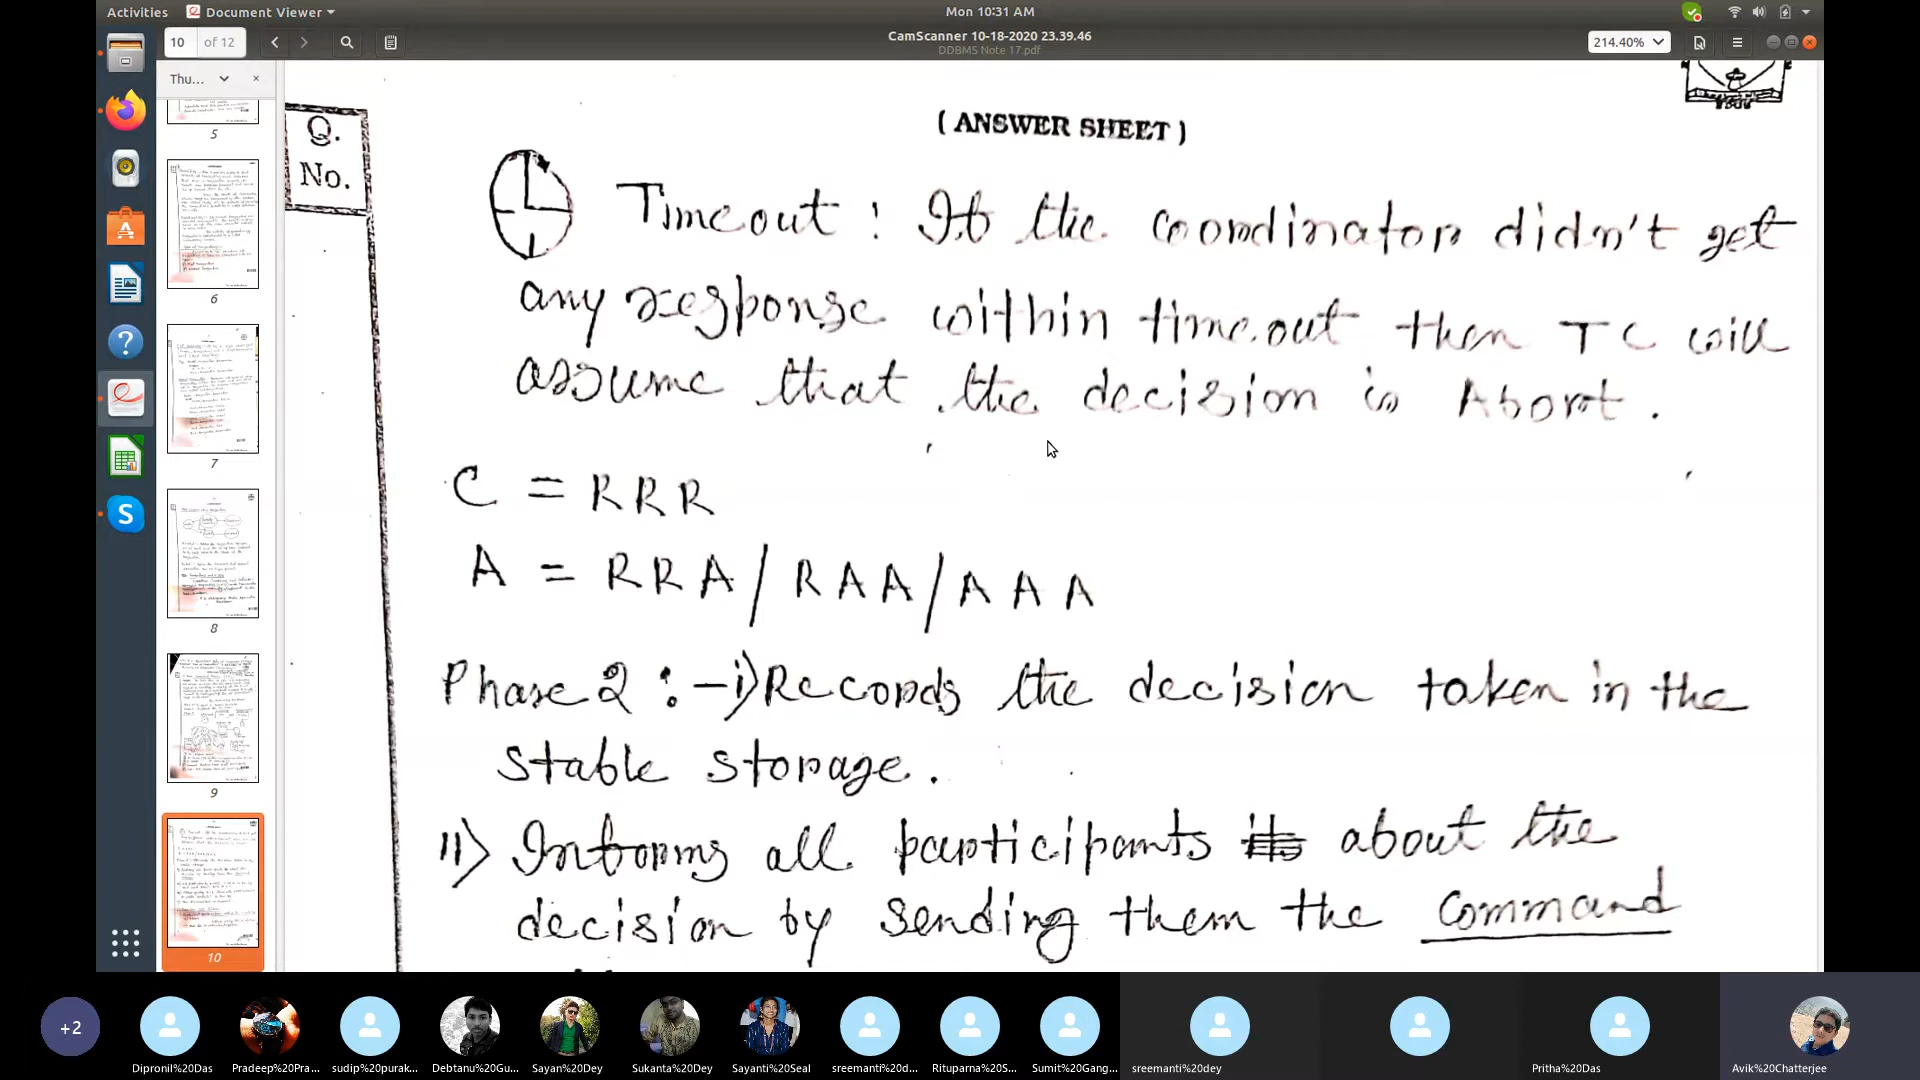 Activities
Document Viewer
Mon 10:31 AM
10 of 12
CamScanner 10-18-2020 23.39.46
DDBMS Note 17.pdf
214.40%
Thu...
5
6
7
8
9
10
Q.
No.
( ANSWER SHEET )
Timeout : If the coordinator didn't get
any response within timeout then TC will
assume that the decision is Abort.
C = RRR
A = RRA/RAA/AAA
Phase 2 :- i) Records the decision taken in the
stable storage.
II) Informs all participants about the
decision by sending them the command
+2
Dipronil%20Das
Pradeep%20Pra...
sudip%20purak...
Debtanu%20Gu...
Sayan%20Dey
Sukanta%20Dey
Sayanti%20Seal
sreemanti%20d...
Rituparna%20S...
Sumit%20Gang...
sreemanti%20dey
Pritha%20Das
Avik%20Chatterjee